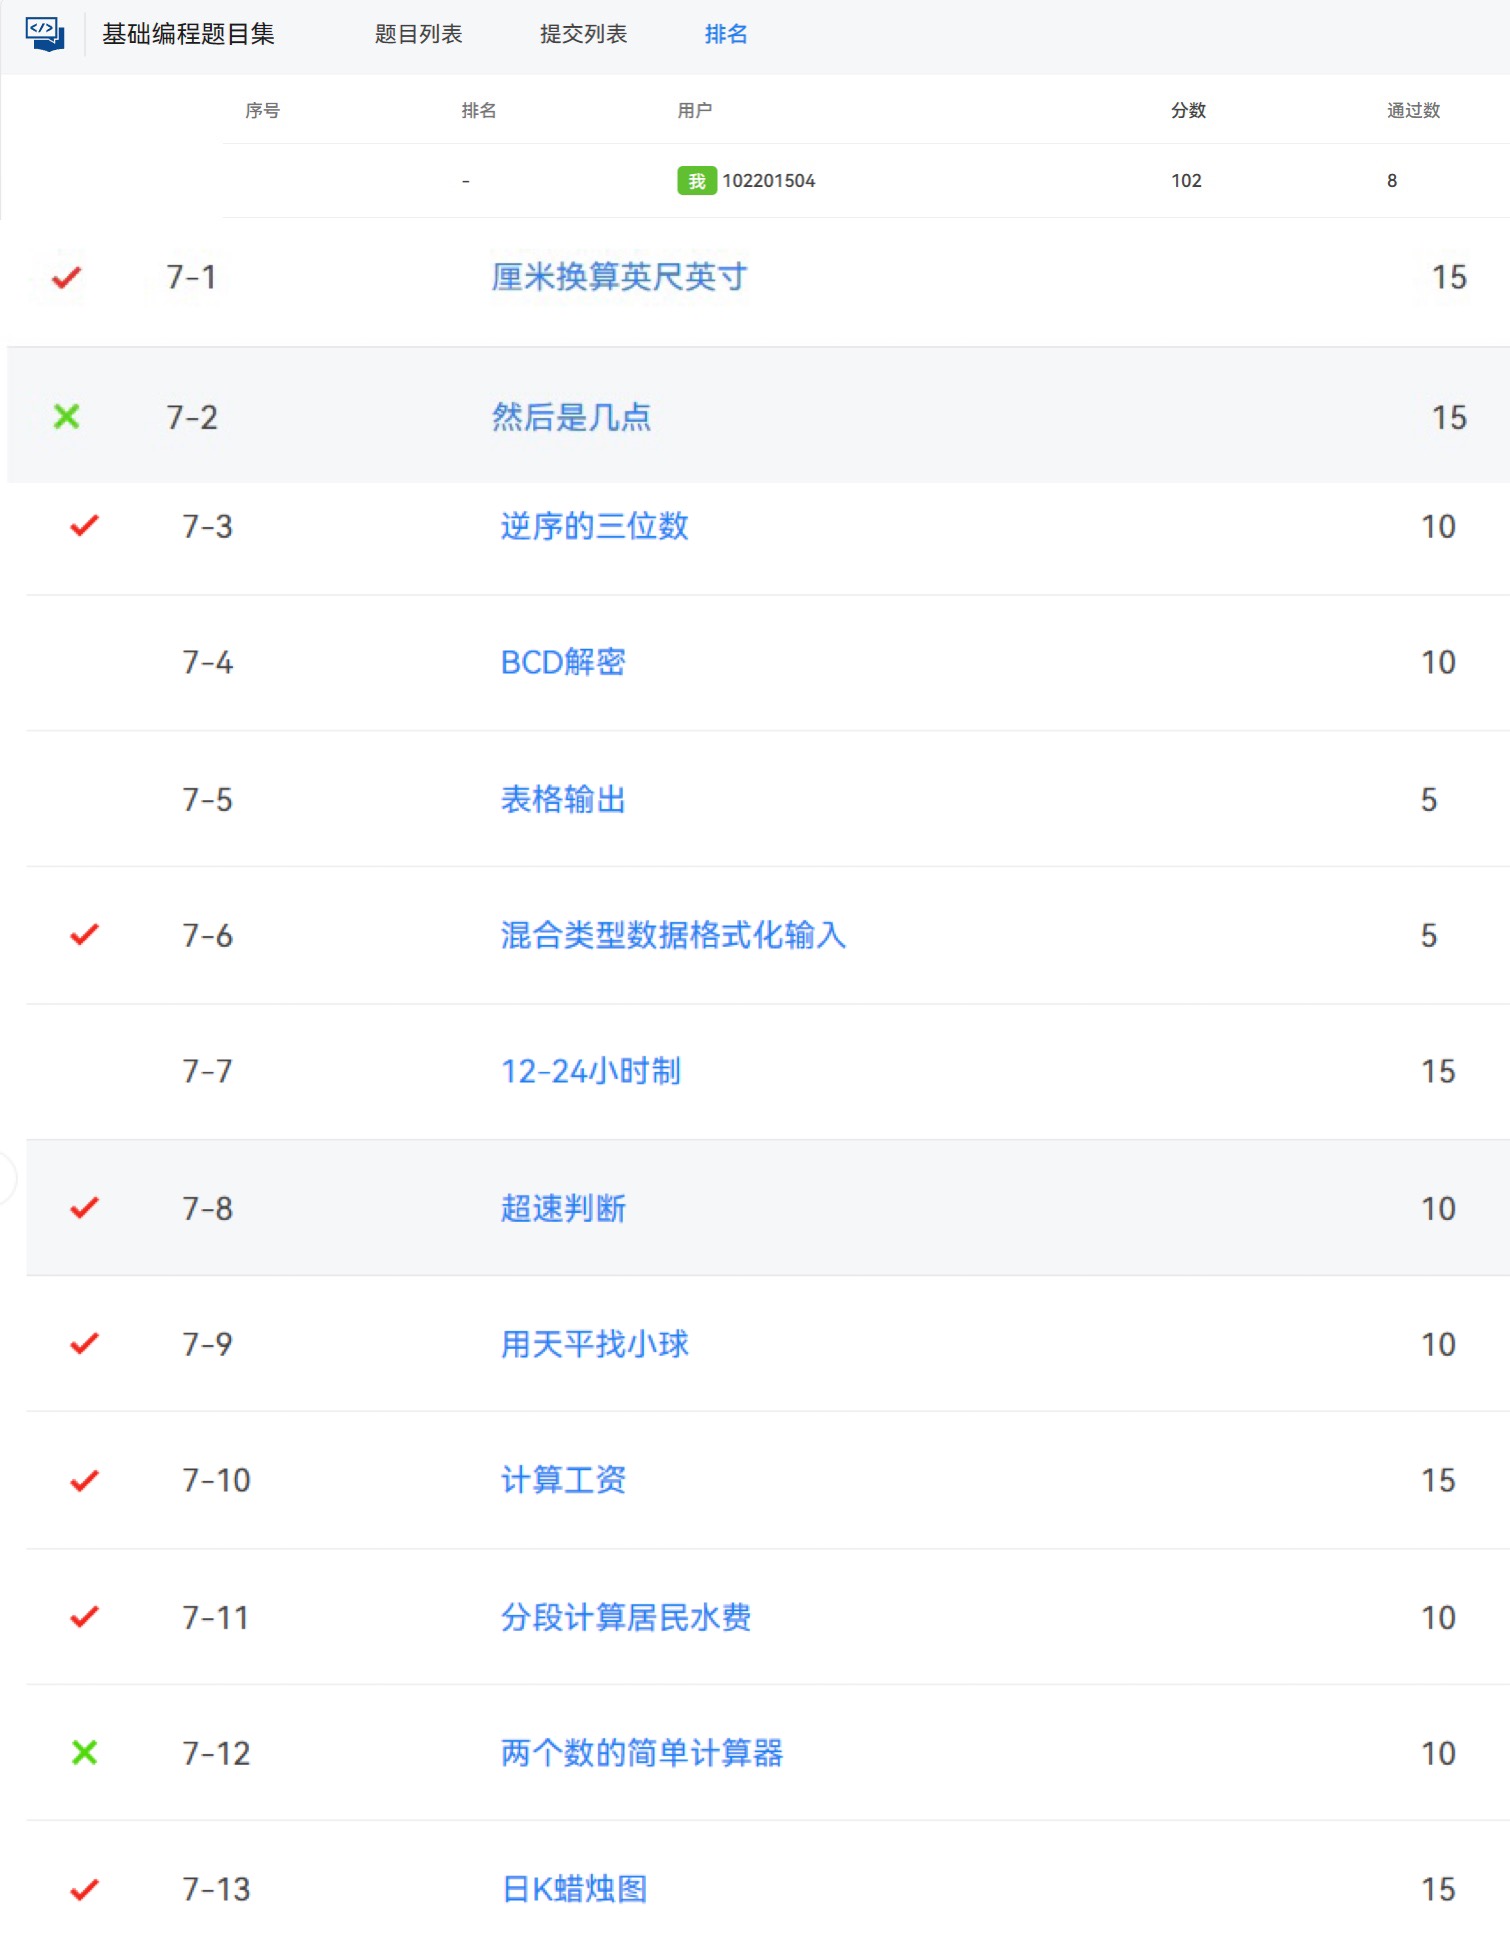 基础编程题目集 题目列表 提交列表 排名
序号 排名 用户 分数 通过数
- 我 102201504 102 8
7-1 厘米换算英尺英寸 15
7-2 然后是几点 15
7-3 逆序的三位数 10
7-4 BCD解密 10
7-5 表格输出 5
7-6 混合类型数据格式化输入 5
7-7 12-24小时制 15
7-8 超速判断 10
7-9 用天平找小球 10
7-10 计算工资 15
7-11 分段计算居民水费 10
7-12 两个数的简单计算器 10
7-13 日K蜡烛图 15